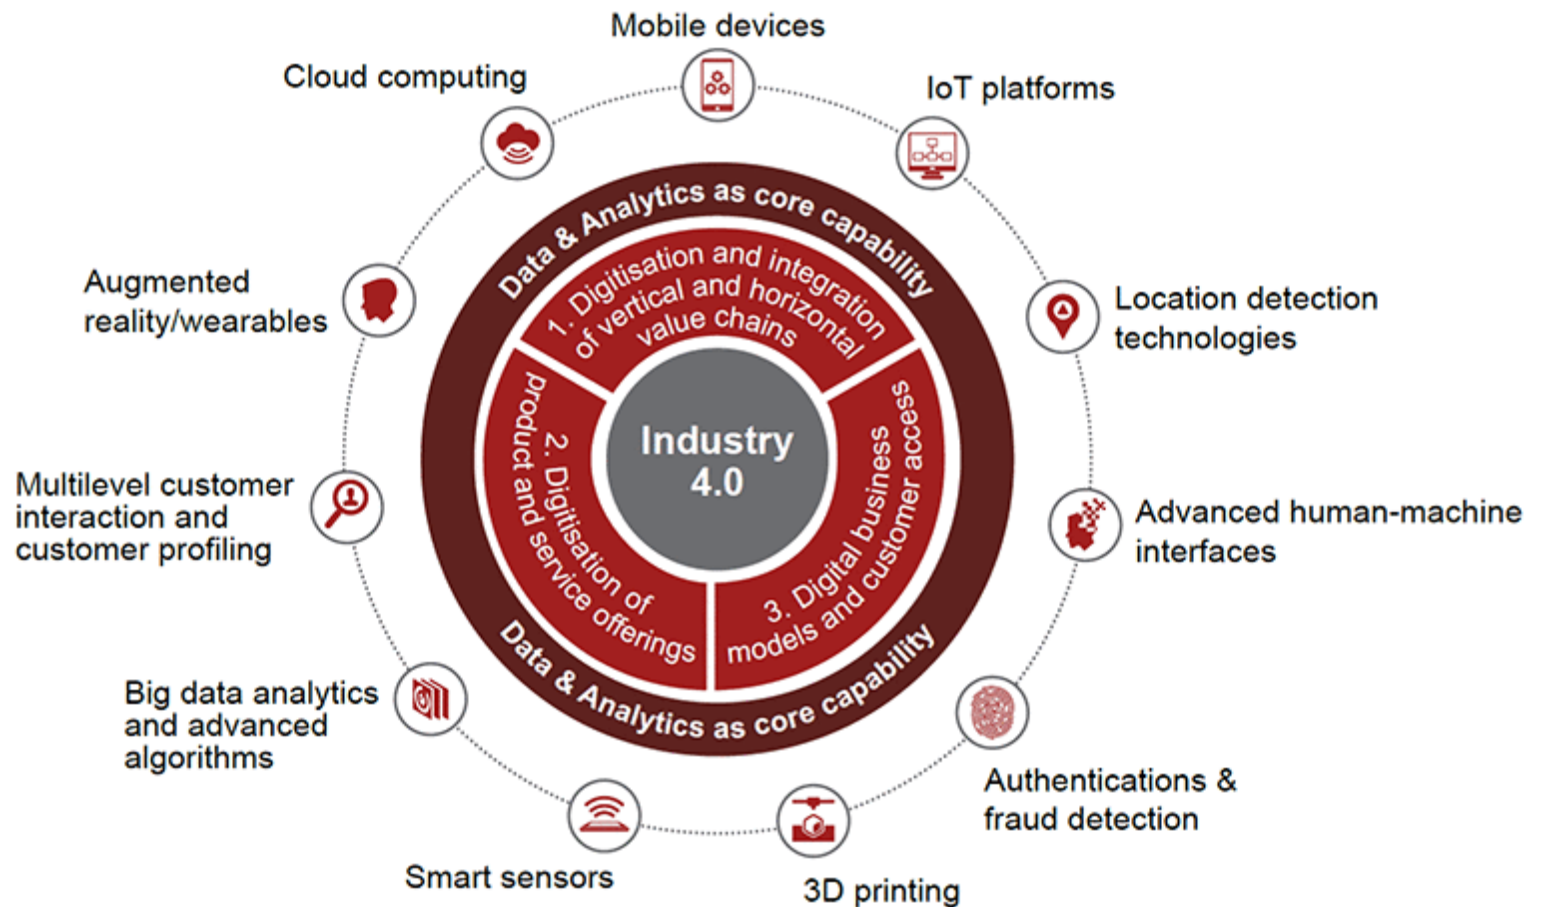 Mobile devices
Cloud computing
IoT platforms
Data & Analytics as core capability
1. Digitisation and integration
of vertical and horizontal
value chains
Augmented
reality/wearables
Location detection
technologies
Industry
4.0
2. Digitisation of
product and service offerings
3. Digital business
models and customer access
Multilevel customer
interaction and
customer profiling
Advanced human-machine
interfaces
Data & Analytics as core capability
Big data analytics
and advanced
algorithms
Authentications &
fraud detection
Smart sensors
3D printing